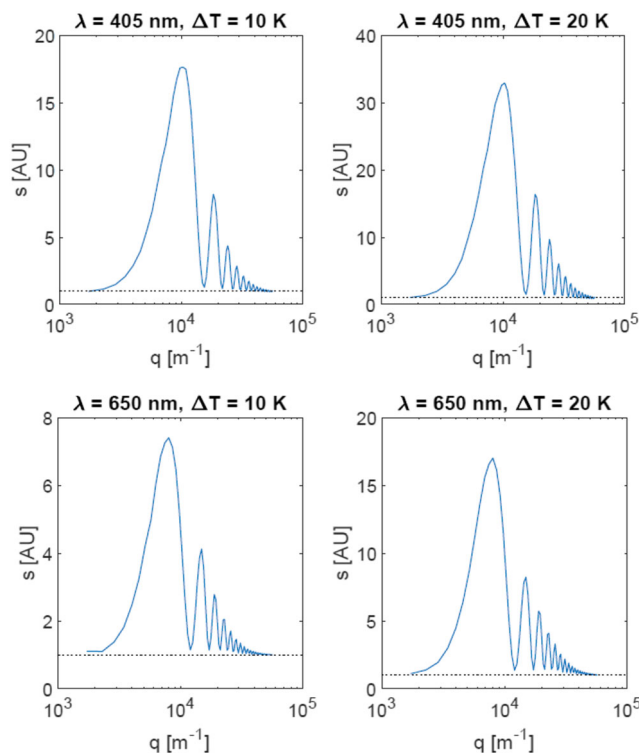 λ = 405 nm, ΔT = 10 K
20
15
10
5
0
s [AU]
10³ 10⁴ 10⁵
q [m⁻¹]
λ = 405 nm, ΔT = 20 K
40
30
20
10
0
s [AU]
10³ 10⁴ 10⁵
q [m⁻¹]
λ = 650 nm, ΔT = 10 K
8
6
4
2
0
s [AU]
10³ 10⁴ 10⁵
q [m⁻¹]
λ = 650 nm, ΔT = 20 K
20
15
10
5
0
s [AU]
10³ 10⁴ 10⁵
q [m⁻¹]